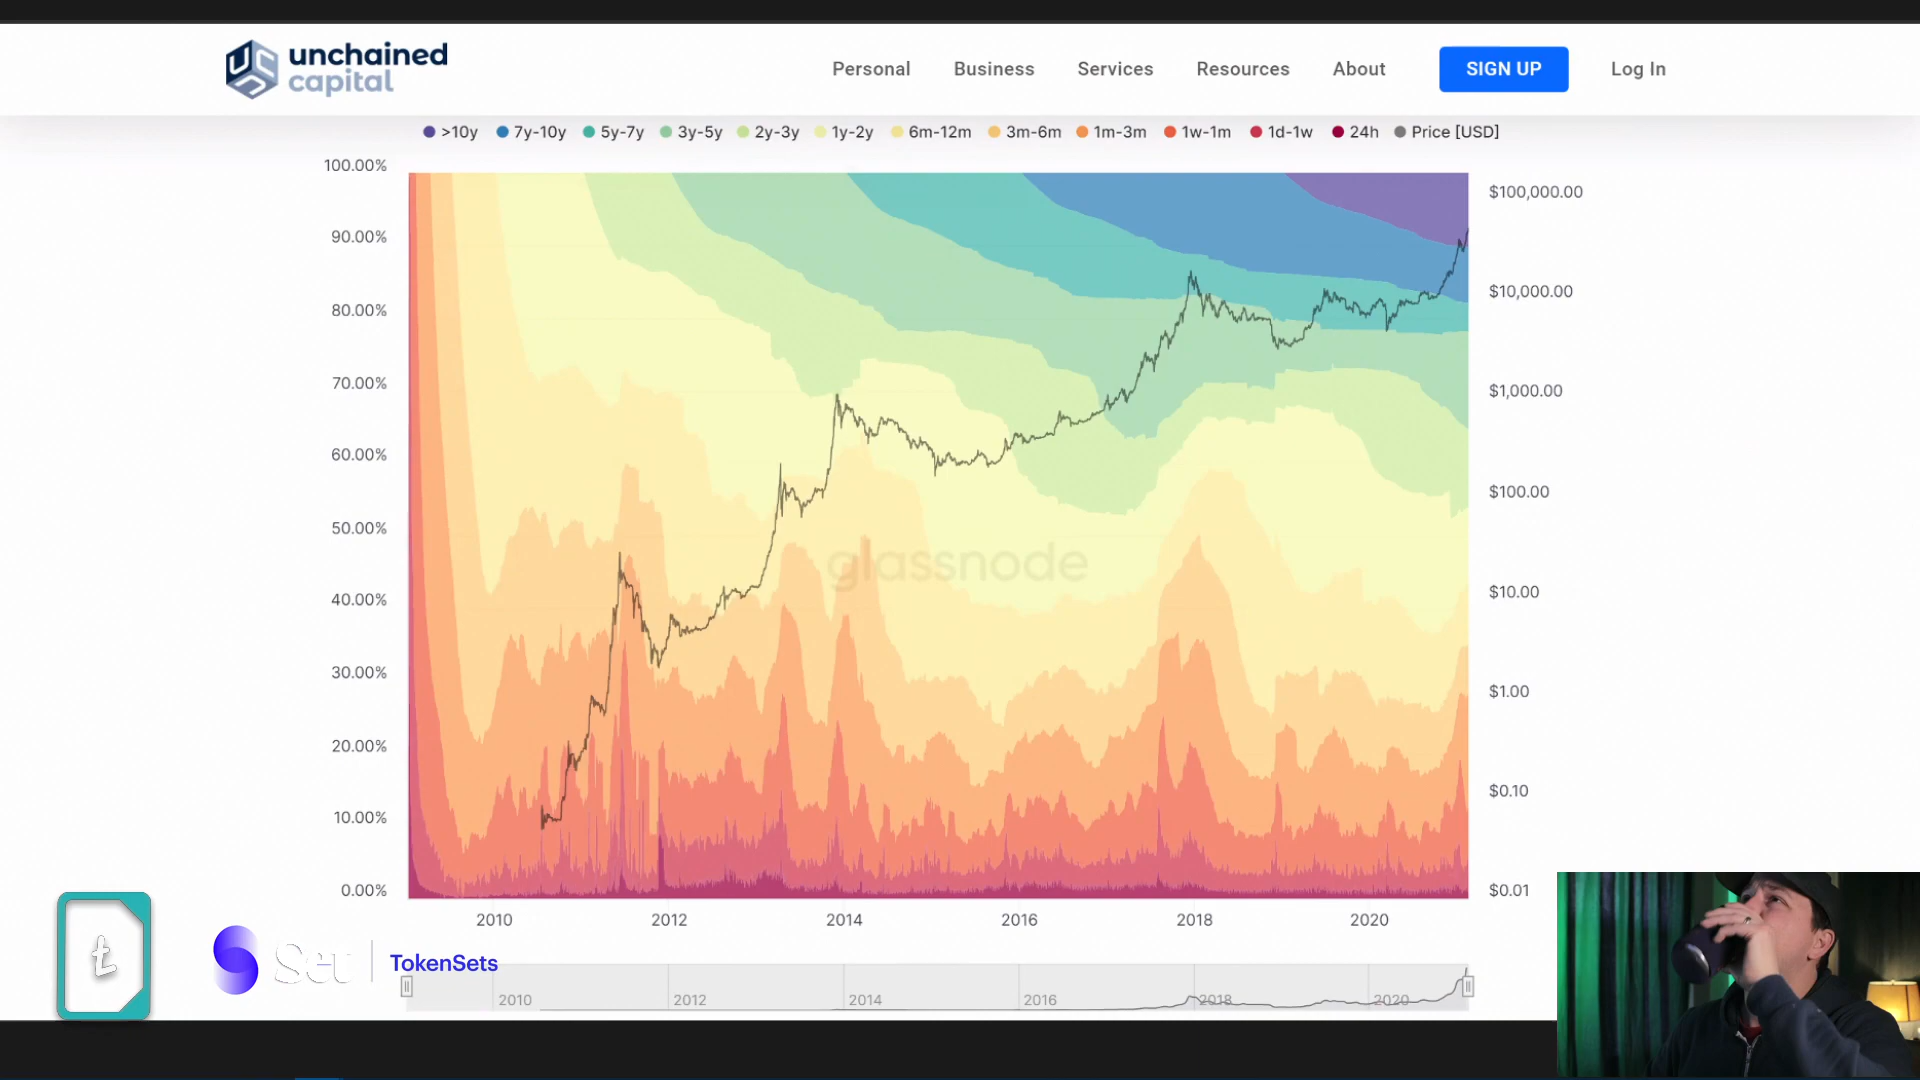 unchained
capital
Personal Business Services Resources About SIGN UP Log In
>10y 7y-10y 5y-7y 3y-5y 2y-3y 1y-2y 6m-12m 3m-6m 1m-3m 1w-1m 1d-1w 24h Price [USD]
100.00%
90.00%
80.00%
70.00%
60.00%
50.00%
40.00%
30.00%
20.00%
10.00%
0.00%
$100,000.00
$10,000.00
$1,000.00
$100.00
$10.00
$1.00
$0.10
$0.01
glassnode
2010 2012 2014 2016 2018 2020
Set TokenSets
2010 2012 2014 2016 2018 2020